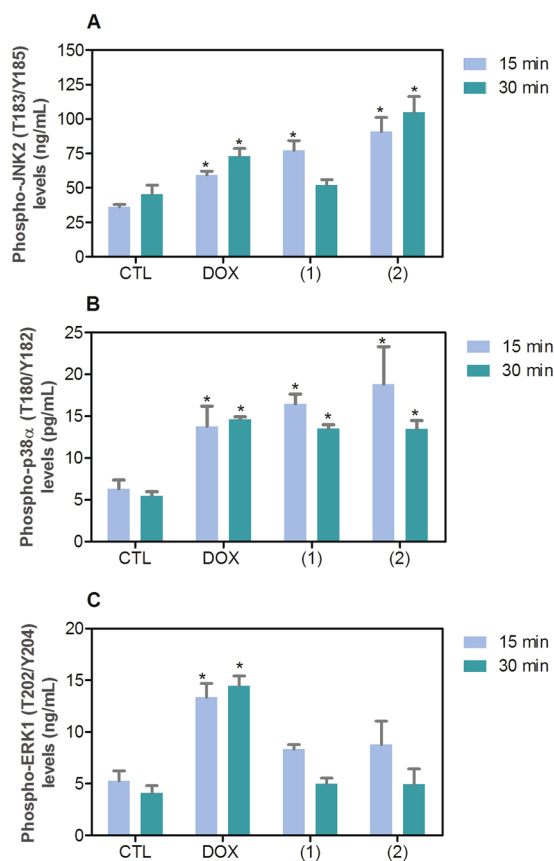 A
Phospho-JNK2 (T183/Y185)
levels (ng/mL)
150
125
100
75
50
25
0
* * * * *
CTL DOX (1) (2)
15 min
30 min
B
Phospho-p38α (T180/Y182)
levels (pg/mL)
25
20
15
10
5
0
* * * * * *
CTL DOX (1) (2)
15 min
30 min
C
Phospho-ERK1 (T202/Y204)
levels (ng/mL)
20
15
10
5
0
* *
CTL DOX (1) (2)
15 min
30 min